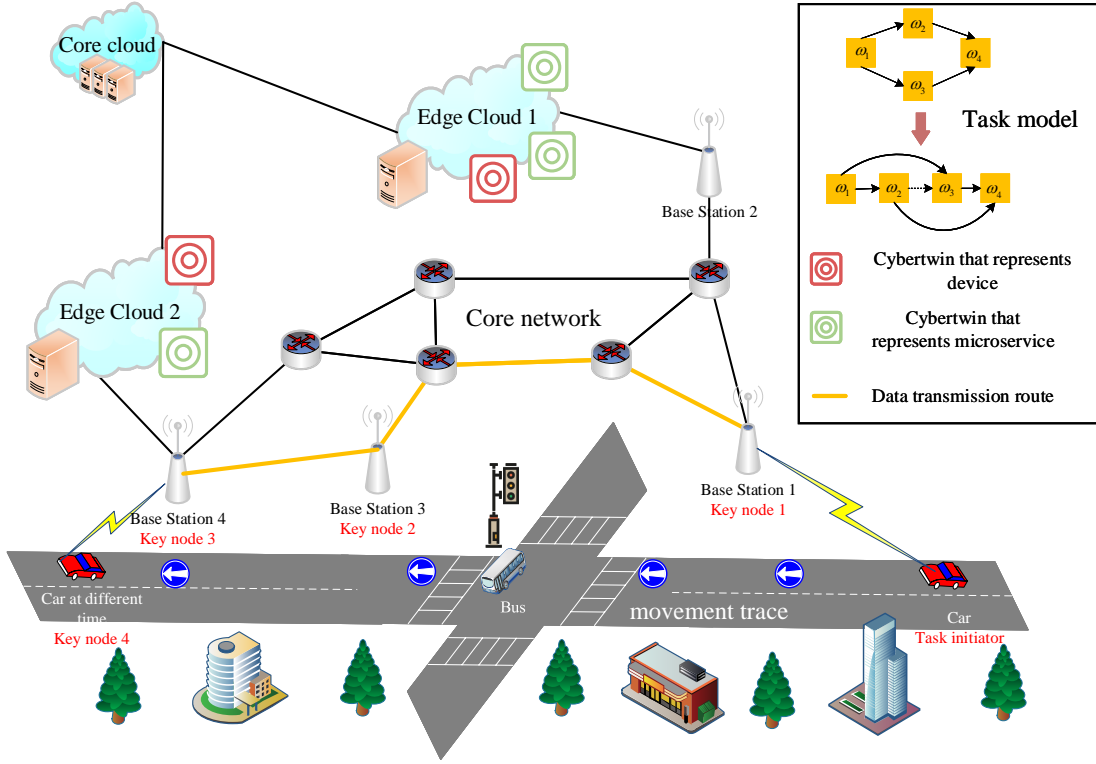 Core cloud
Edge Cloud 1
Base Station 2
Edge Cloud 2
Core network
Base Station 1
Key node 1
Base Station 3
Key node 2
Base Station 4
Key node 3
Car at different
time
Key node 4
Bus
movement trace
Car
Task initiator
ω₂
ω₁
ω₄
ω₃
Task model
ω₁ ω₂ ω₃ ω₄
Cybertwin that represents
device
Cybertwin that
represents microservice
Data transmission route